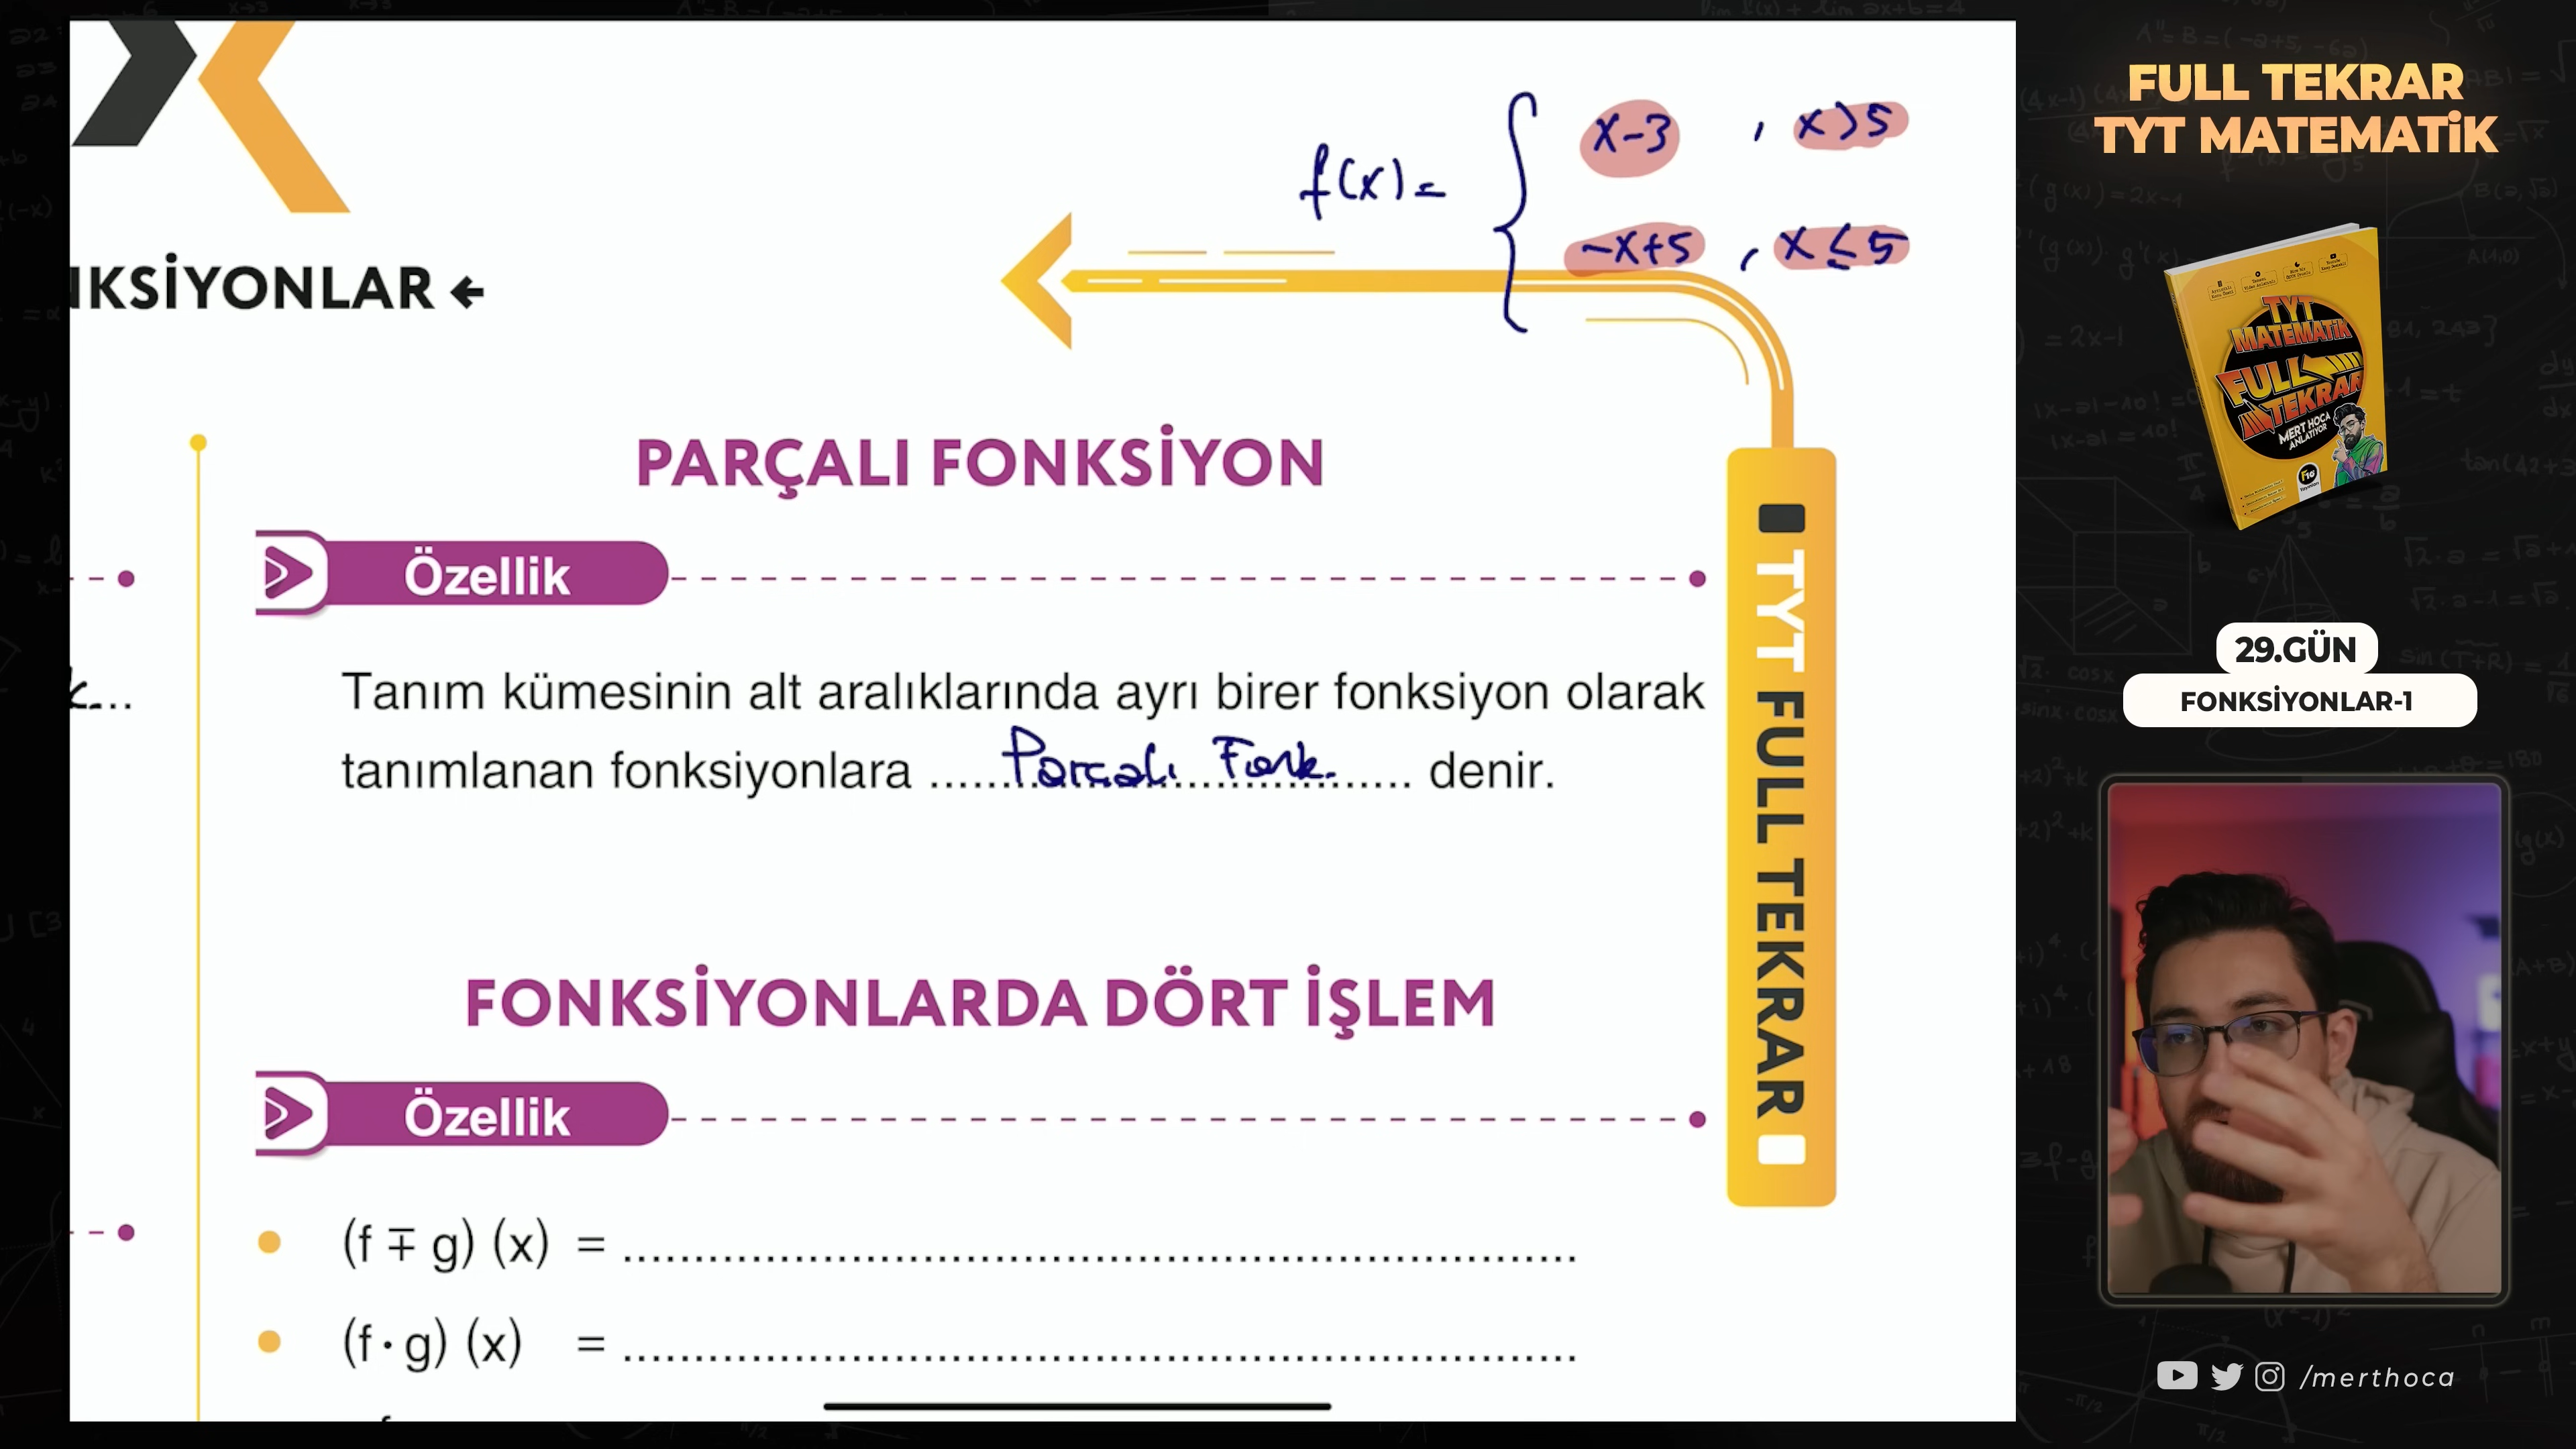 FULL TEKRAR
TYT MATEMATİK
f(x)= { x-3 , x>5
-x+5 , x≤5
NKSİYONLAR ←
PARÇALI FONKSİYON
Özellik
Tanım kümesinin alt aralıklarında ayrı birer fonksiyon olarak
tanımlanan fonksiyonlara ...... Parçalı Fonk. ...... denir.
FONKSİYONLARDA DÖRT İŞLEM
Özellik
(f ∓ g) (x) = ....................
(f · g) (x) = ....................
TYT FULL TEKRAR
TYT
MATEMATİK
FULL
TEKRAR
MERT HOCA
ANLATIYOR
29.GÜN
FONKSİYONLAR-1
/merthoca